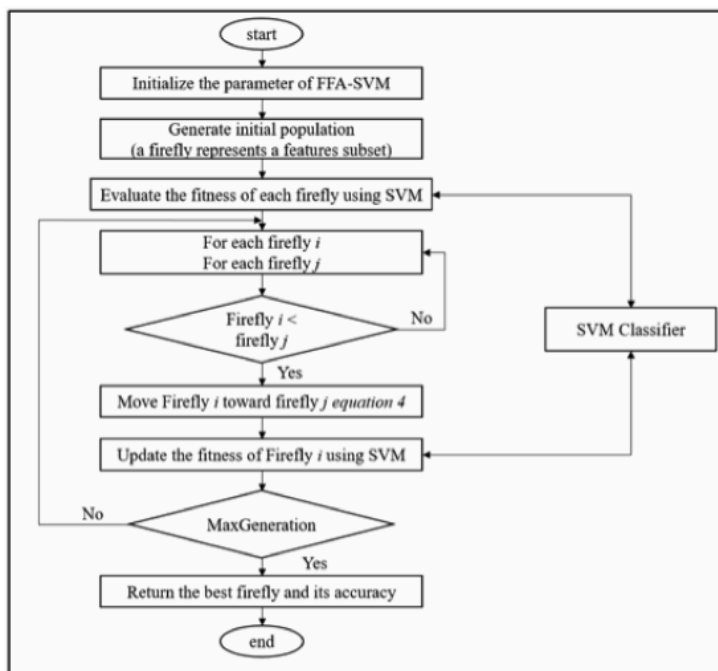 start
Initialize the parameter of FFA-SVM
Generate initial population
(a firefly represents a features subset)
Evaluate the fitness of each firefly using SVM
For each firefly i
For each firefly j
Firefly i <
firefly j
No
SVM Classifier
Yes
Move Firefly i toward firefly j equation 4
Update the fitness of Firefly i using SVM
No
MaxGeneration
Yes
Return the best firefly and its accuracy
end